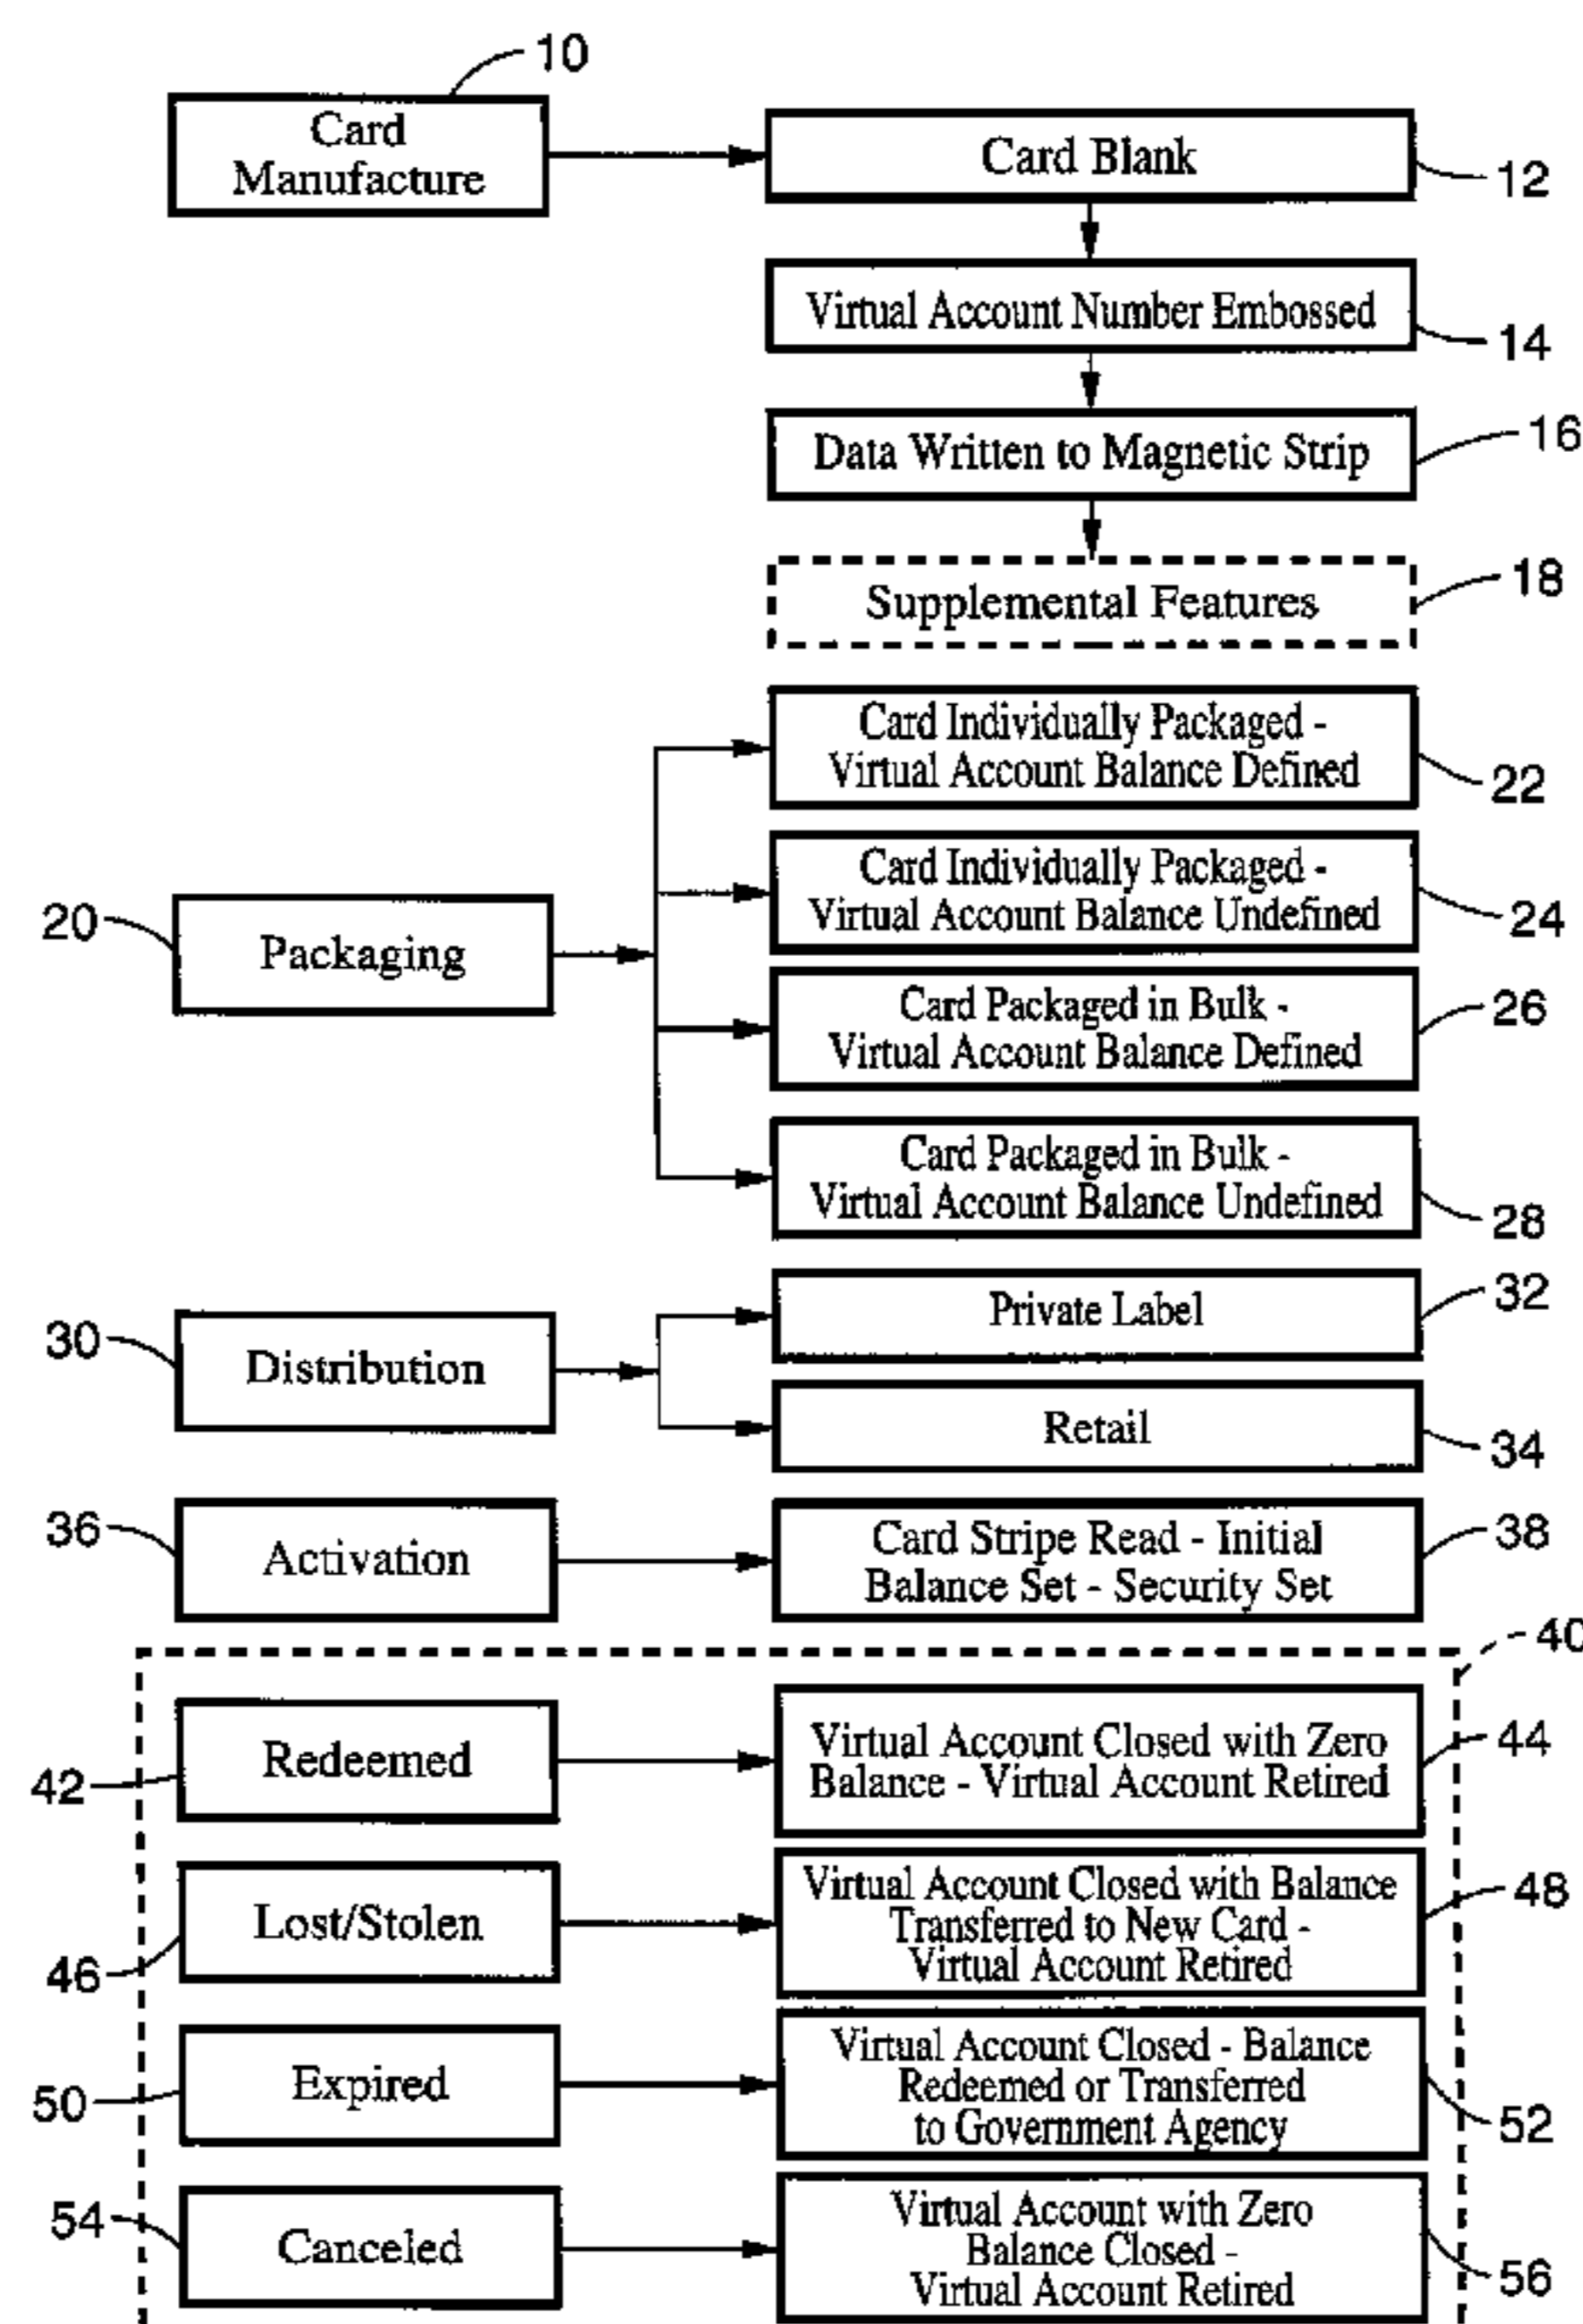 10
Card
Manufacture
Card Blank
12
Virtual Account Number Embossed
14
Data Written to Magnetic Strip
16
Supplemental Features
18
20
Packaging
Card Individually Packaged -
Virtual Account Balance Defined
22
Card Individually Packaged -
Virtual Account Balance Undefined
24
Card Packaged in Bulk -
Virtual Account Balance Defined
26
Card Packaged in Bulk -
Virtual Account Balance Undefined
28
30
Distribution
Private Label
32
Retail
34
36
Activation
Card Stripe Read - Initial
Balance Set - Security Set
38
40
42
Redeemed
Virtual Account Closed with Zero
Balance - Virtual Account Retired
44
46
Lost/Stolen
Virtual Account Closed with Balance
Transferred to New Card -
Virtual Account Retired
48
50
Expired
Virtual Account Closed - Balance
Redeemed or Transferred
to Government Agency
52
54
Canceled
Virtual Account with Zero
Balance Closed -
Virtual Account Retired
56